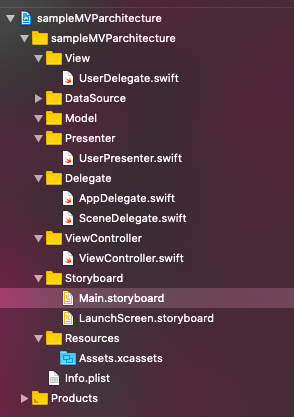 sampleMVParchitecture
sampleMVParchitecture
View
UserDelegate.swift
DataSource
Model
Presenter
UserPresenter.swift
Delegate
AppDelegate.swift
SceneDelegate.swift
ViewController
ViewController.swift
Storyboard
Main.storyboard
LaunchScreen.storyboard
Resources
Assets.xcassets
Info.plist
Products